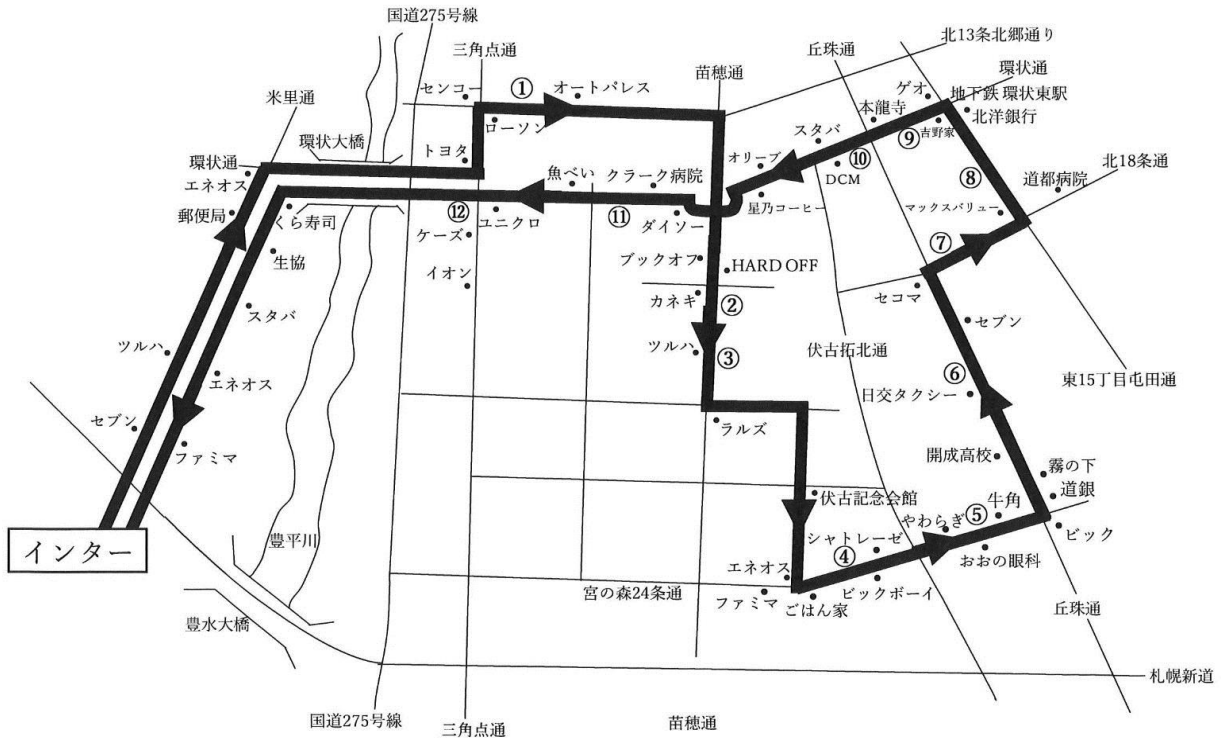 国道275号線
三角点通
北13条北郷通り
丘珠通
環状通
苗穂通
センコー
①
オートパレス
ゲオ
地下鉄 環状東駅
米里通
本龍寺
北洋銀行
ローソン
⑨
吉野家
環状大橋
トヨタ
スタバ
⑩
環状通
エネオス
魚べい
クラーク病院
オリーブ
DCM
北18条通
⑧
道都病院
郵便局
くら寿司
⑫
ユニクロ
⑪
ダイソー
星乃コーヒー
マックスバリュー
ケーズ
生協
ブックオフ
HARD OFF
⑦
イオン
カネキ
②
セコマ
スタバ
セブン
ツルハ
ツルハ
③
伏古拓北通
エネオス
⑥
東15丁目屯田通
日交タクシー
セブン
ラルズ
ファミマ
開成高校
霧の下
伏古記念会館
道銀
牛角
やわらぎ
⑤
ビック
インター
豊平川
シャトレーゼ
④
おおの眼科
エネオス
ファミマ
ごはん家
ビックボーイ
宮の森24条通
丘珠通
豊水大橋
札幌新道
国道275号線
三角点通
苗穂通